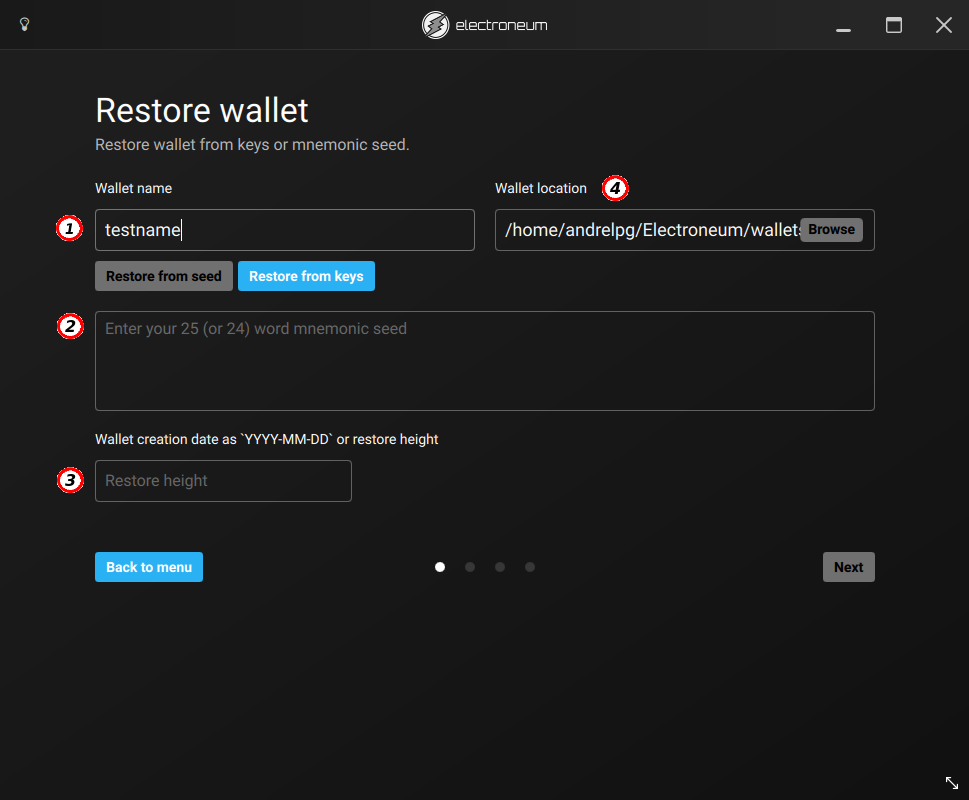 electroneum
Restore wallet
Restore wallet from keys or mnemonic seed.
Wallet name
Wallet location 4
1 testname
/home/andrelpg/Electroneum/wallets Browse
Restore from seed Restore from keys
2 Enter your 25 (or 24) word mnemonic seed
Wallet creation date as `YYYY-MM-DD` or restore height
3 Restore height
Back to menu
Next